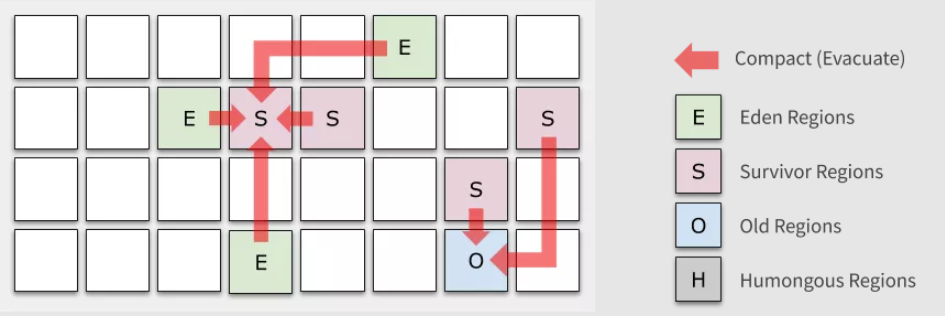 E
E S S S
S
E O
Compact (Evacuate)
E Eden Regions
S Survivor Regions
O Old Regions
H Humongous Regions